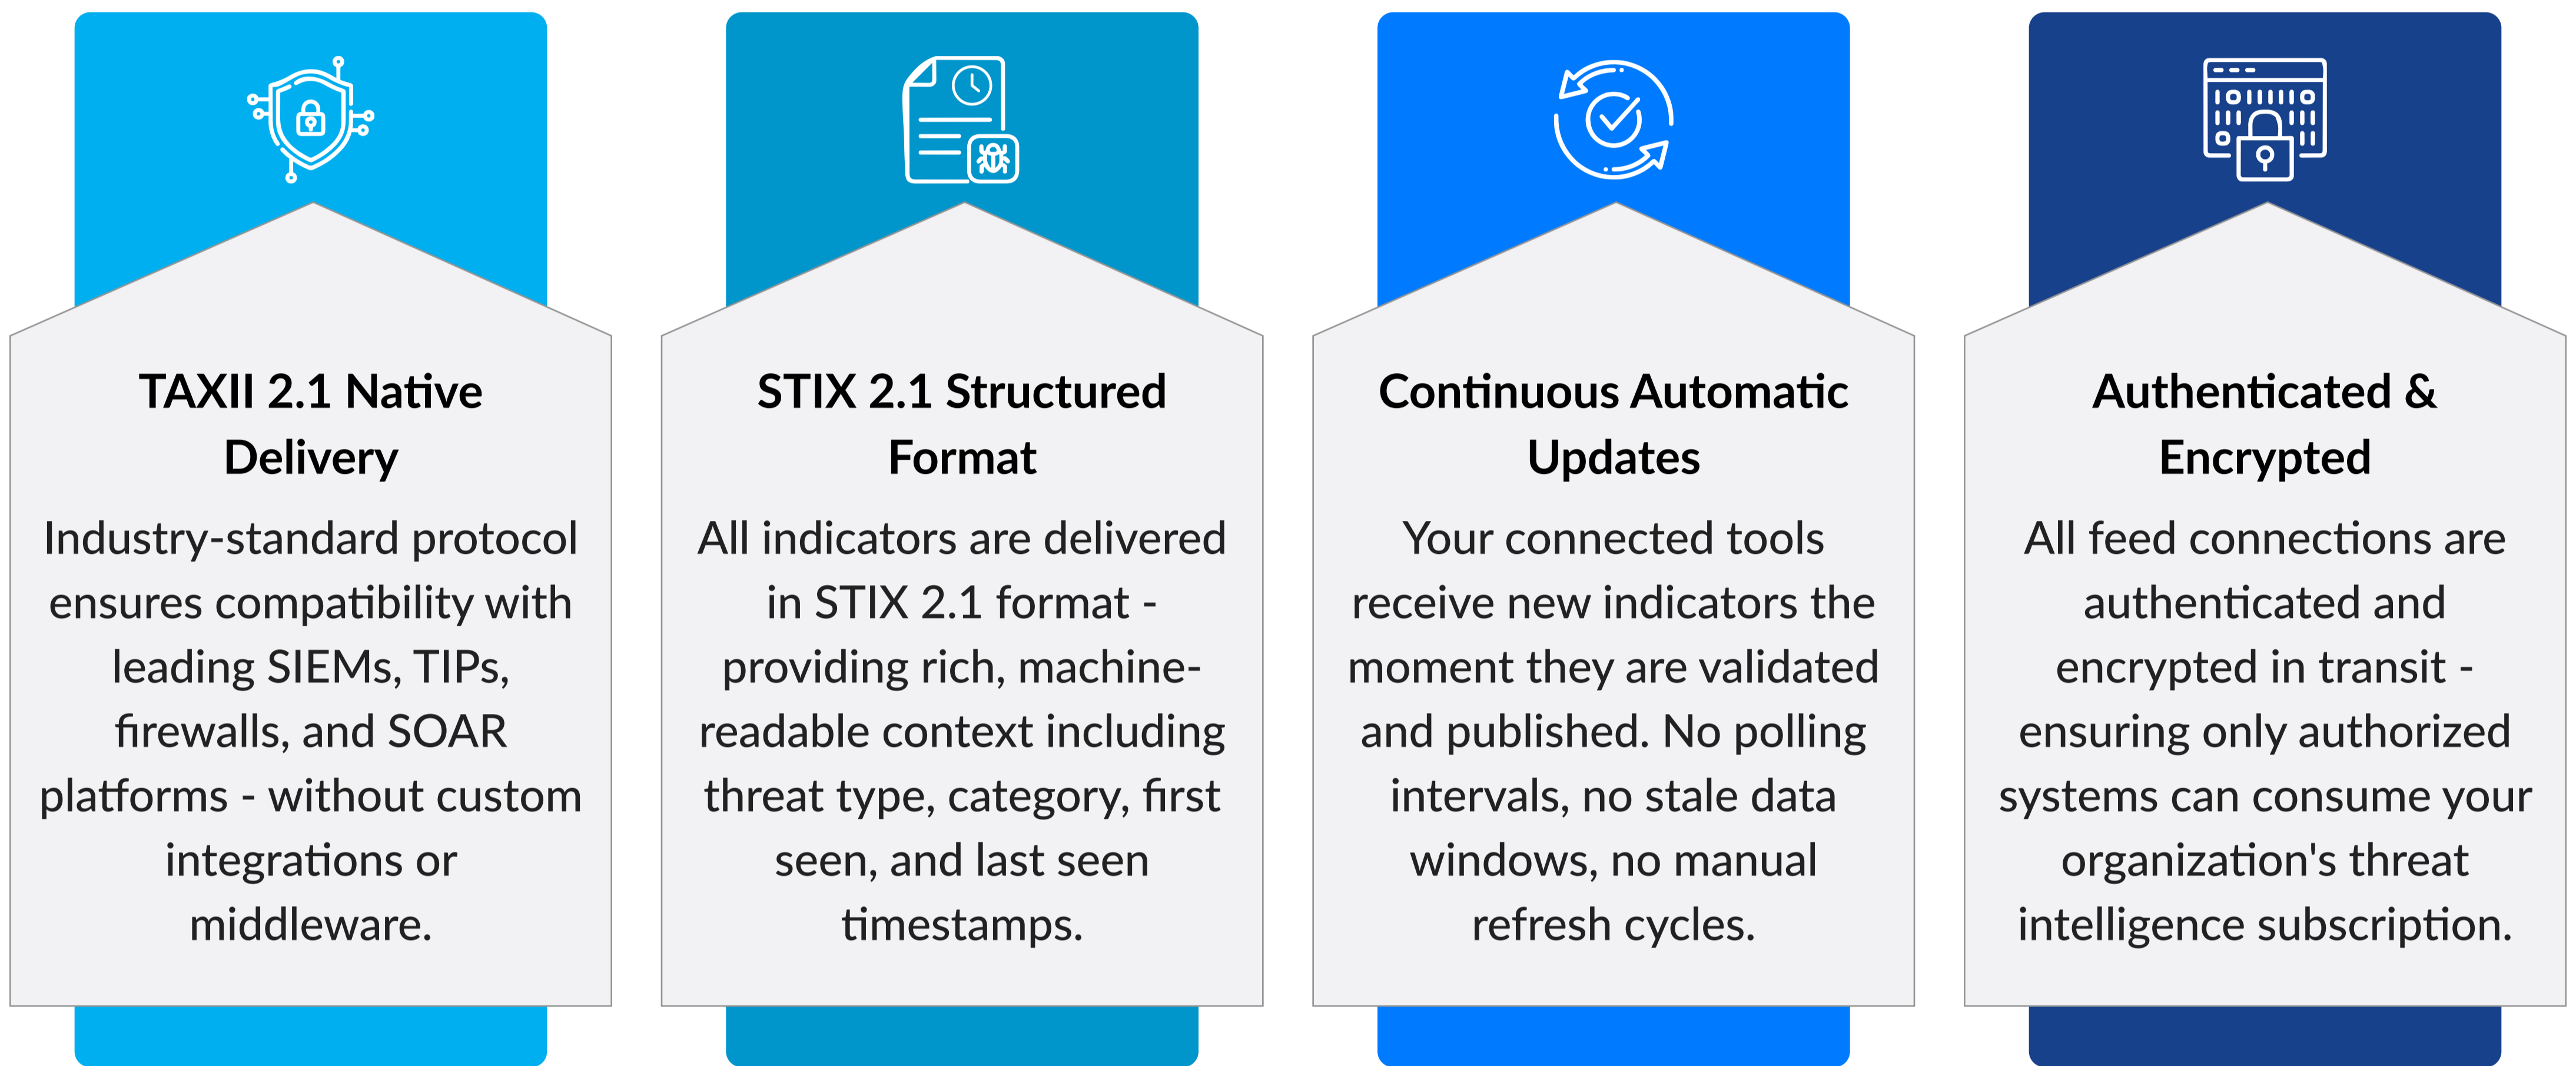 TAXII 2.1 Native
Delivery
Industry-standard protocol
ensures compatibility with
leading SIEMs, TIPs,
firewalls, and SOAR
platforms - without custom
integrations or
middleware.
STIX 2.1 Structured
Format
All indicators are delivered
in STIX 2.1 format -
providing rich, machine-
readable context including
threat type, category, first
seen, and last seen
timestamps.
Continuous Automatic
Updates
Your connected tools
receive new indicators the
moment they are validated
and published. No polling
intervals, no stale data
windows, no manual
refresh cycles.
Authenticated &
Encrypted
All feed connections are
authenticated and
encrypted in transit -
ensuring only authorized
systems can consume your
organization's threat
intelligence subscription.